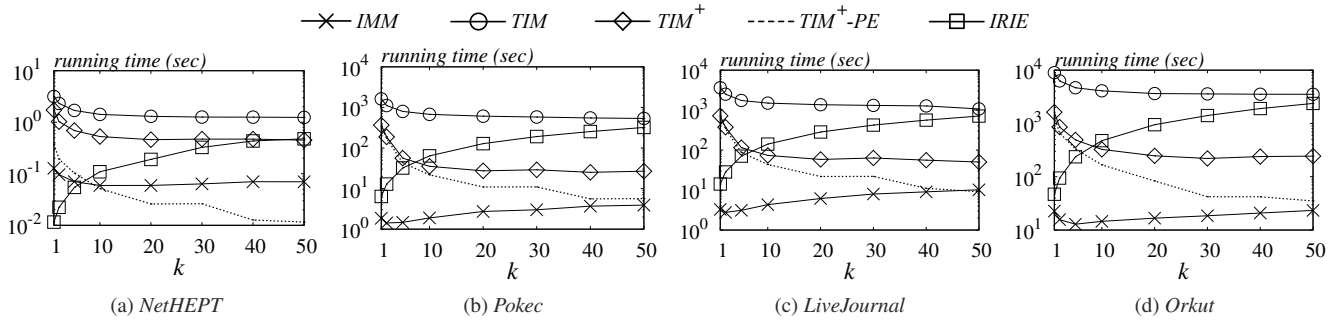 IMM TIM TIM+ TIM+-PE IRIE
running time (sec)
10^1
10^0
10^-1
10^-2
1 10 20 30 40 50
k
(a) NetHEPT
running time (sec)
10^4
10^3
10^2
10^1
10^0
1 10 20 30 40 50
k
(b) Pokec
running time (sec)
10^4
10^3
10^2
10^1
10^0
1 10 20 30 40 50
k
(c) LiveJournal
running time (sec)
10^4
10^3
10^2
10^1
1 10 20 30 40 50
k
(d) Orkut